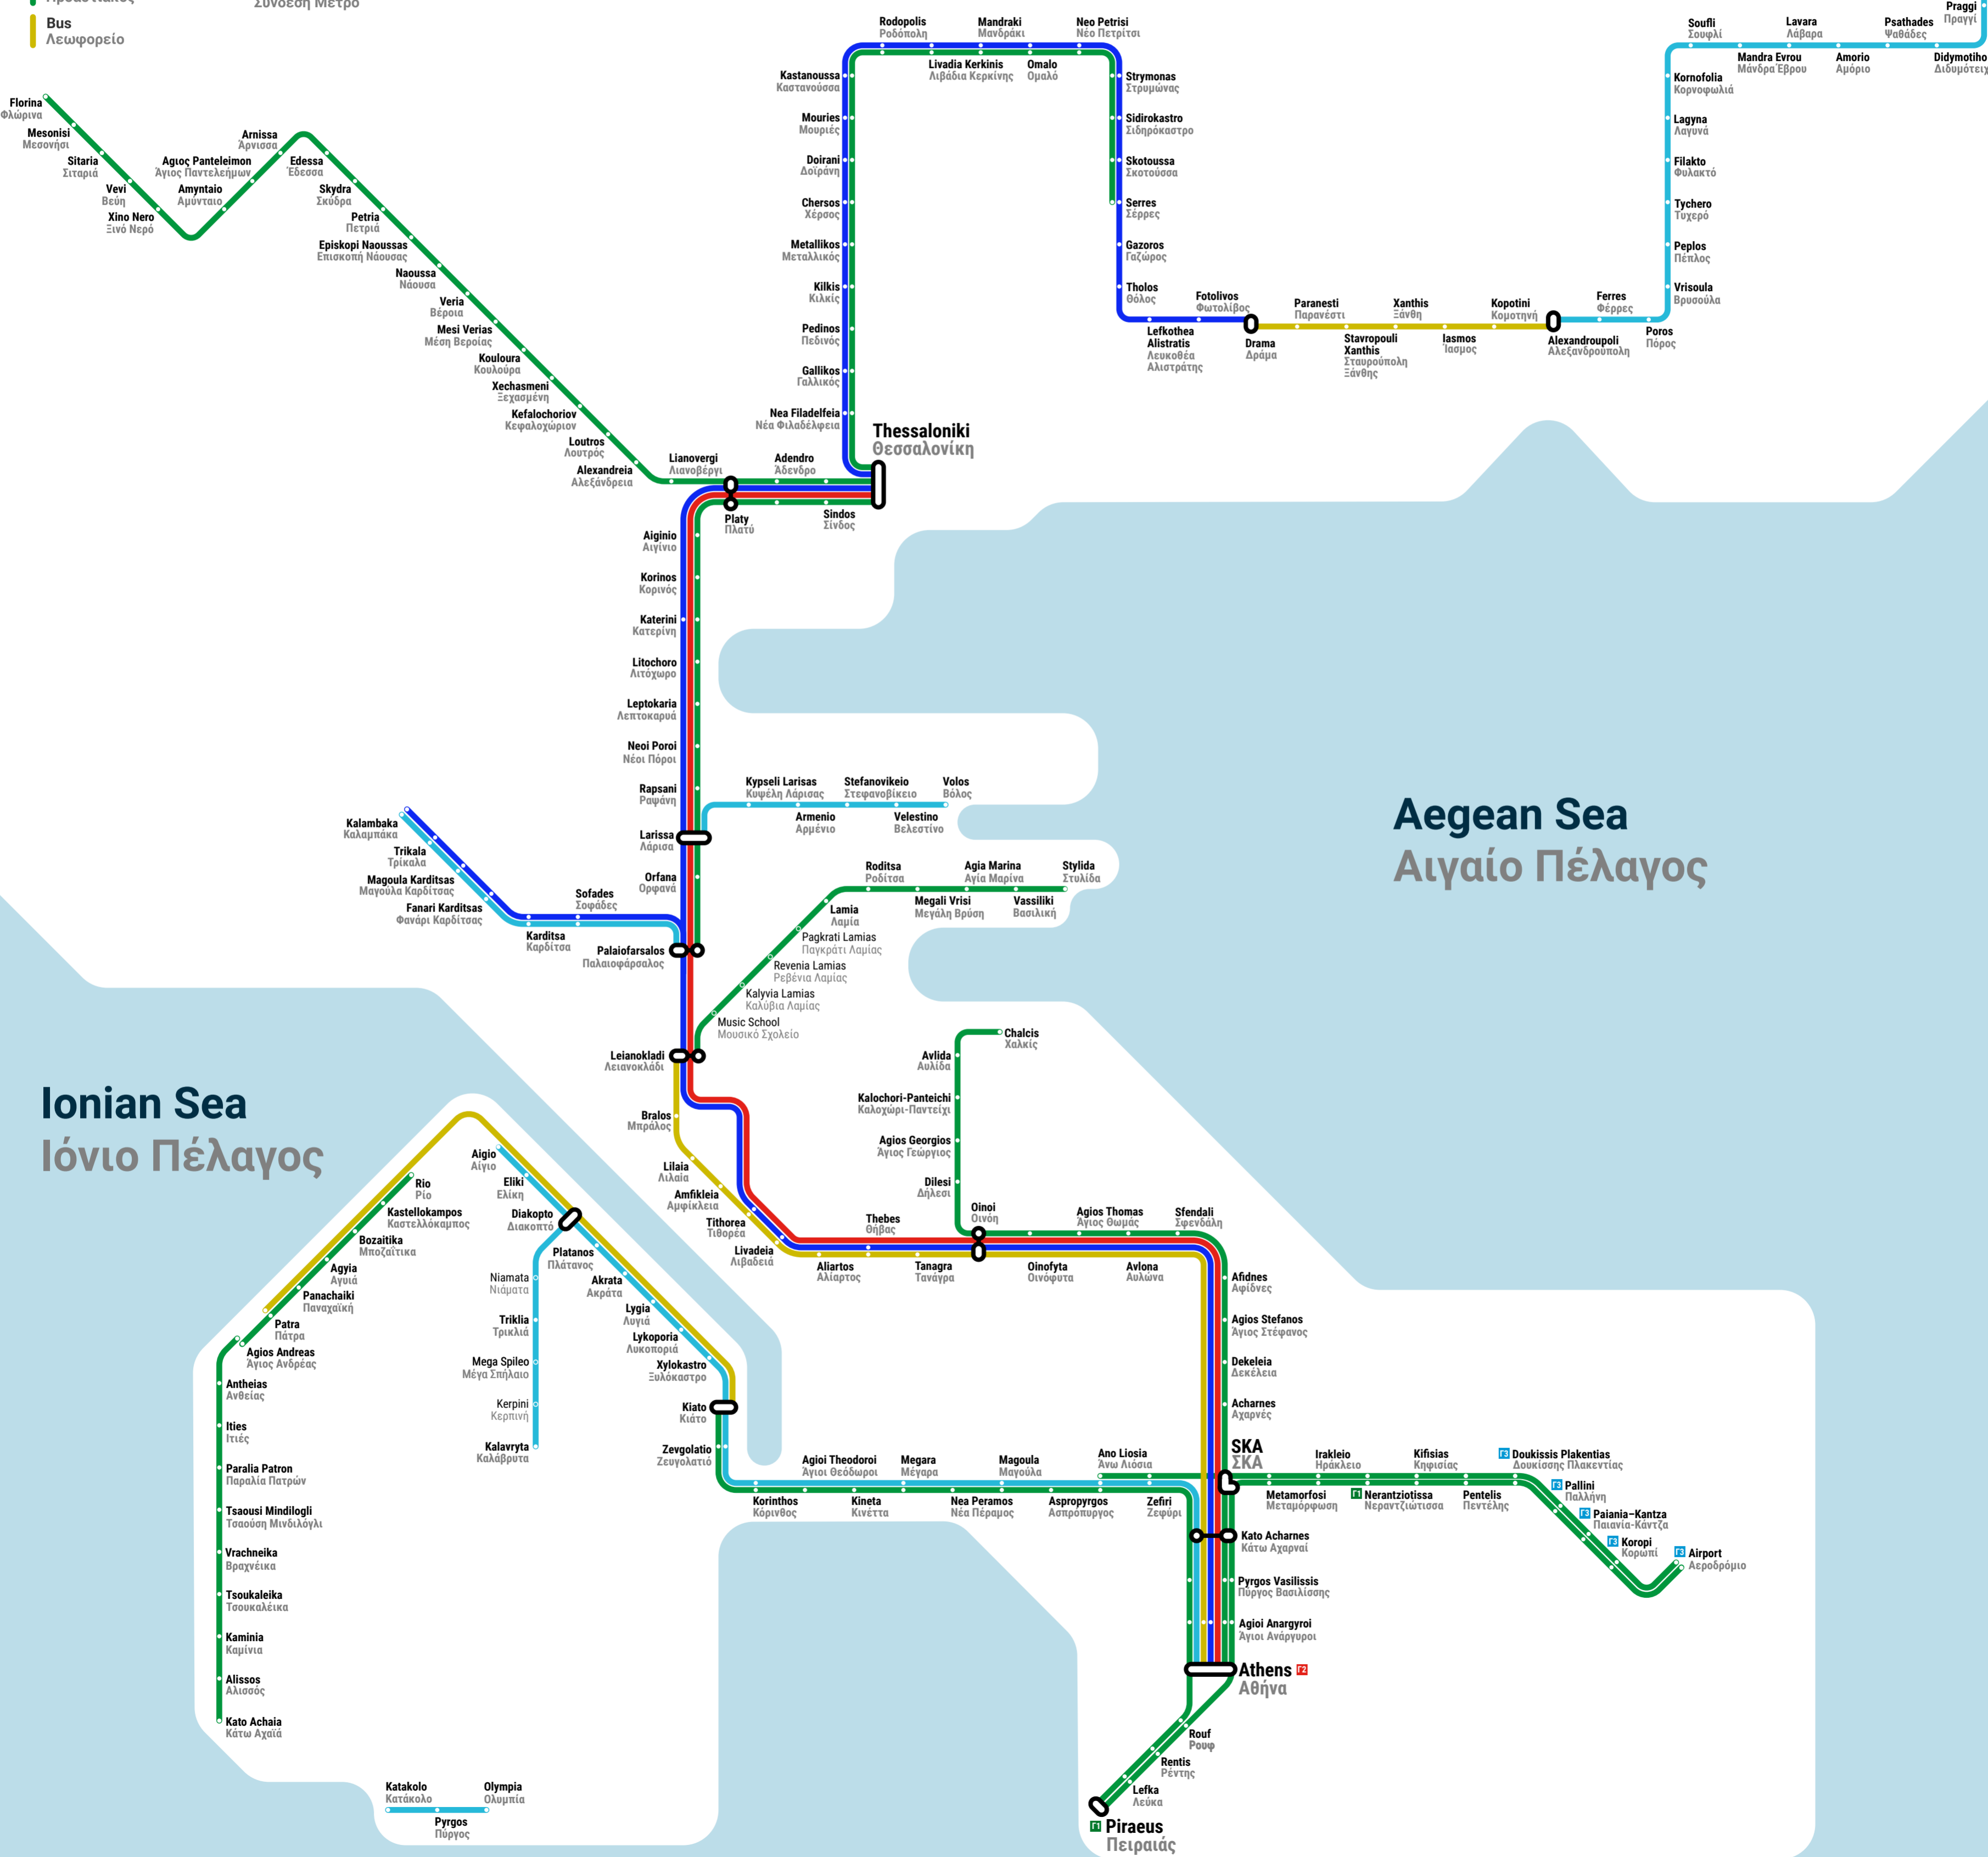 Σύνδεση Μετρό
Bus
Λεωφορείο
Florina
Φλώρινα
Mesonisi
Μεσονήσι
Sitaria
Σιταριά
Vevi
Βεύη
Xino Nero
Ξινό Νερό
Amyntaio
Αμύνταιο
Agιος Panteleimon
Άγιος Παντελεήμων
Arnissa
Άρνισσα
Edessa
Έδεσσα
Skydra
Σκύδρα
Petria
Πετριά
Episkopi Naoussas
Επισκοπή Νάουσας
Naoussa
Νάουσα
Veria
Βέροια
Mesi Verias
Μέση Βεροίας
Kouloura
Κουλούρα
Xechasmeni
Ξεχασμένη
Kefalochoriov
Κεφαλοχώριον
Loutros
Λουτρός
Alexandreia
Αλεξάνδρεια
Lianovergi
Λιανοβέργι
Platy
Πλατύ
Adendro
Άδενδρο
Sindos
Σίνδος
Thessaloniki
Θεσσαλονίκη
Nea Filadelfeia
Νέα Φιλαδέλφεια
Gallikos
Γαλλικός
Pedinos
Πεδινός
Kilkis
Κιλκίς
Metallikos
Μεταλλικός
Chersos
Χέρσος
Doirani
Δοϊράνη
Mouries
Μουριές
Kastanoussa
Καστανούσσα
Rodopolis
Ροδόπολη
Livadia Kerkinis
Λιβάδια Κερκίνης
Mandraki
Μανδράκι
Omalo
Ομαλό
Neo Petrisi
Νέο Πετρίτσι
Strymonas
Στρυμώνας
Sidirokastro
Σιδηρόκαστρο
Skotoussa
Σκοτούσσα
Serres
Σέρρες
Gazoros
Γαζώρος
Tholos
Θόλος
Lefkothea
Alistratis
Λευκοθέα
Αλιστράτης
Fotolivos
Φωτολίβος
Drama
Δράμα
Paranesti
Παρανέστι
Stavropouli
Xanthis
Σταυρούπολη
Ξάνθης
Xanthis
Ξάνθη
Iasmos
Ίασμος
Kopotini
Κομοτηνή
Alexandroupoli
Αλεξανδρούπολη
Ferres
Φέρρες
Poros
Πόρος
Vrisoula
Βρυσούλα
Peplos
Πέπλος
Tychero
Τυχερό
Filakto
Φυλακτό
Lagyna
Λαγυνά
Kornofolia
Κορνοφωλιά
Soufli
Σουφλί
Mandra Evrou
Μάνδρα Έβρου
Lavara
Λάβαρα
Amorio
Αμόριο
Psathades
Ψαθάδες
Didymotiho
Praggi
Πραγγί
Aiginio
Αιγίνιο
Korinos
Κορινός
Katerini
Κατερίνη
Litochoro
Λιτόχωρο
Leptokaria
Λεπτοκαρυά
Neoi Poroi
Νέοι Πόροι
Rapsani
Ραψάνη
Larissa
Λάρισα
Kypseli Larisas
Κυψέλη Λάρισας
Armenio
Αρμένιο
Stefanovikeio
Στεφανοβίκειο
Velestino
Βελεστίνο
Volos
Βόλος
Orfana
Ορφανά
Kalambaka
Καλαμπάκα
Trikala
Τρίκαλα
Magoula Karditsas
Μαγούλα Καρδίτσας
Fanari Karditsas
Φανάρι Καρδίτσας
Karditsa
Καρδίτσα
Sofades
Σοφάδες
Palaiofarsalos
Παλαιοφάρσαλος
Stylida
Στυλίδα
Vassiliki
Βασιλική
Agia Marina
Αγία Μαρίνα
Megali Vrisi
Μεγάλη Βρύση
Roditsa
Ροδίτσα
Lamia
Λαμία
Pagkrati Lamias
Παγκράτι Λαμίας
Revenia Lamias
Ρεβένια Λαμίας
Kalyvia Lamias
Καλύβια Λαμίας
Music School
Μουσικό Σχολείο
Leianokladi
Λειανοκλάδι
Aegean Sea
Αιγαίο Πέλαγος
Ionian Sea
Ιόνιο Πέλαγος
Bralos
Μπράλος
Lilaia
Λιλαία
Amfikleia
Αμφίκλεια
Tithorea
Τιθορέα
Livadeia
Λιβαδειά
Aliartos
Αλίαρτος
Thebes
Θήβας
Tanagra
Τανάγρα
Oinoi
Οινόη
Chalcis
Χαλκίς
Avlida
Αυλίδα
Kalochori-Panteichi
Καλοχώρι-Παντείχι
Agios Georgios
Άγιος Γεώργιος
Dilesi
Δήλεσι
Oinofyta
Οινόφυτα
Agios Thomas
Άγιος Θωμάς
Avlona
Αυλώνα
Sfendali
Σφενδάλη
Afidnes
Αφίδνες
Agios Stefanos
Άγιος Στέφανος
Dekeleia
Δεκέλεια
Acharnes
Αχαρνές
SKA
ΣΚΑ
Metamorfosi
Μεταμόρφωση
Irakleio
Ηράκλειο
Γ1 Nerantziotissa
Νεραντζιώτισσα
Kifisias
Κηφισίας
Pentelis
Πεντέλης
Γ3 Doukissis Plakentias
Δουκίσσης Πλακεντίας
Γ3 Pallini
Παλλήνη
Γ3 Paiania–Kantza
Παιανία-Κάντζα
Γ3 Koropi
Κορωπί
Γ3 Airport
Αεροδρόμιο
Kato Acharnes
Κάτω Αχαρναί
Pyrgos Vasilissis
Πύργος Βασιλίσσης
Agioi Anargyroi
Άγιοι Ανάργυροι
Athens Γ2
Αθήνα
Rouf
Ρουφ
Rentis
Ρέντης
Lefka
Λεύκα
Γ1 Piraeus
Πειραιάς
Zefiri
Ζεφύρι
Ano Liosia
Άνω Λιόσια
Aspropyrgos
Ασπρόπυργος
Magoula
Μαγούλα
Nea Peramos
Νέα Πέραμος
Megara
Μέγαρα
Kineta
Κινέττα
Agioi Theodoroi
Άγιοι Θεόδωροι
Korinthos
Κόρινθος
Zevgolatio
Ζευγολατιό
Kiato
Κιάτο
Xylokastro
Ξυλόκαστρο
Lykoporia
Λυκοποριά
Lygia
Λυγιά
Akrata
Ακράτα
Platanos
Πλάτανος
Diakopto
Διακοπτό
Eliki
Ελίκη
Aigio
Αίγιο
Niamata
Νιάματα
Triklia
Τρικλιά
Mega Spileo
Μέγα Σπήλαιο
Kerpini
Κερπινή
Kalavryta
Καλάβρυτα
Rio
Ρίο
Kastellokampos
Καστελλόκαμπος
Bozaitika
Μποζαΐτικα
Agyia
Αγυιά
Panachaiki
Παναχαϊκή
Patra
Πάτρα
Agios Andreas
Άγιος Ανδρέας
Antheias
Ανθείας
Ities
Ιτιές
Paralia Patron
Παραλία Πατρών
Tsaousi Mindilogli
Τσαούση Μινδιλόγλι
Vrachneika
Βραχνέικα
Tsoukaleika
Τσουκαλέικα
Kaminia
Καμίνια
Alissos
Αλισσός
Kato Achaia
Κάτω Αχαϊά
Katakolo
Κατάκολο
Pyrgos
Πύργος
Olympia
Ολυμπία